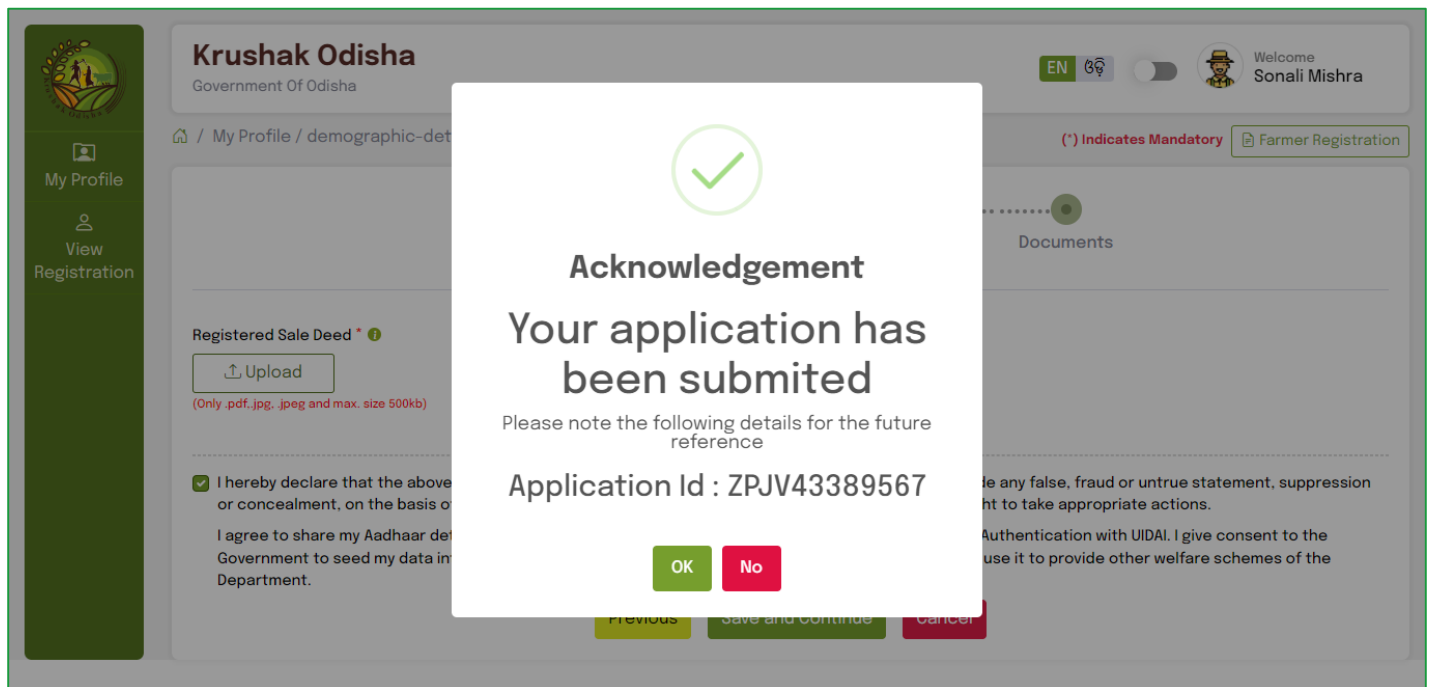 Krushak Odisha
Government Of Odisha
EN ଓଡ଼ି
Welcome
Sonali Mishra
/ My Profile / demographic-det
(*) Indicates Mandatory
Farmer Registration
My Profile
View
Registration
Documents
Acknowledgement
Your application has
been submited
Please note the following details for the future
reference
Application Id : ZPJV43389567
OK No
Registered Sale Deed *
Upload
(Only .pdf,.jpg, .jpeg and max. size 500kb)
I hereby declare that the above
any false, fraud or untrue statement, suppression
or concealment, on the basis
to take appropriate actions.
I agree to share my Aadhaar
Authentication with UIDAI. I give consent to the
Government to seed my data
use it to provide other welfare schemes of the
Department.
Previous Save and Continue Cancel